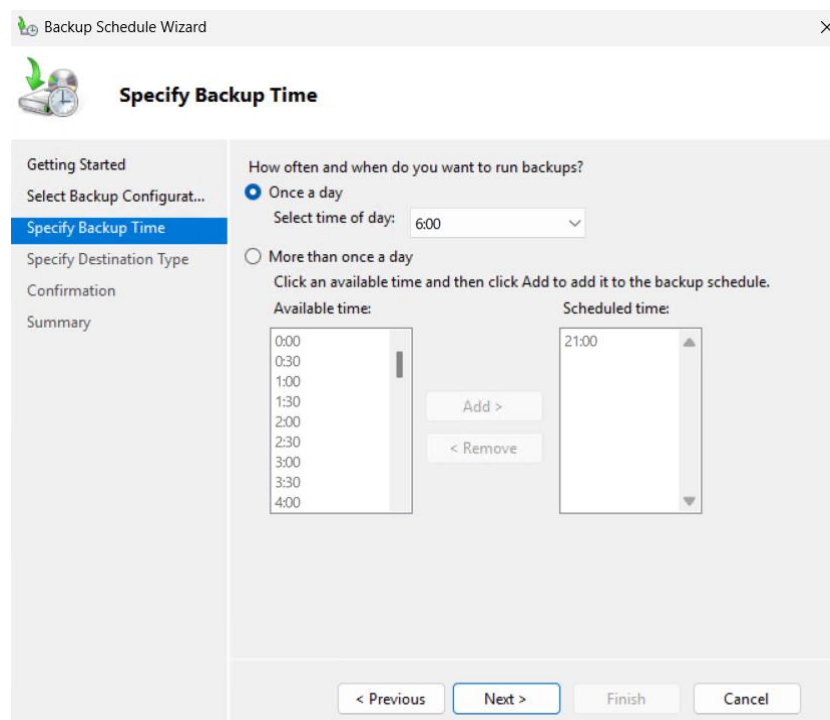 Backup Schedule Wizard
Specify Backup Time
Getting Started
Select Backup Configurat...
Specify Backup Time
Specify Destination Type
Confirmation
Summary
How often and when do you want to run backups?
Once a day
Select time of day: 6:00
More than once a day
Click an available time and then click Add to add it to the backup schedule.
Available time:
0:00
0:30
1:00
1:30
2:00
2:30
3:00
3:30
4:00
Add >
< Remove
Scheduled time:
21:00
< Previous Next > Finish Cancel